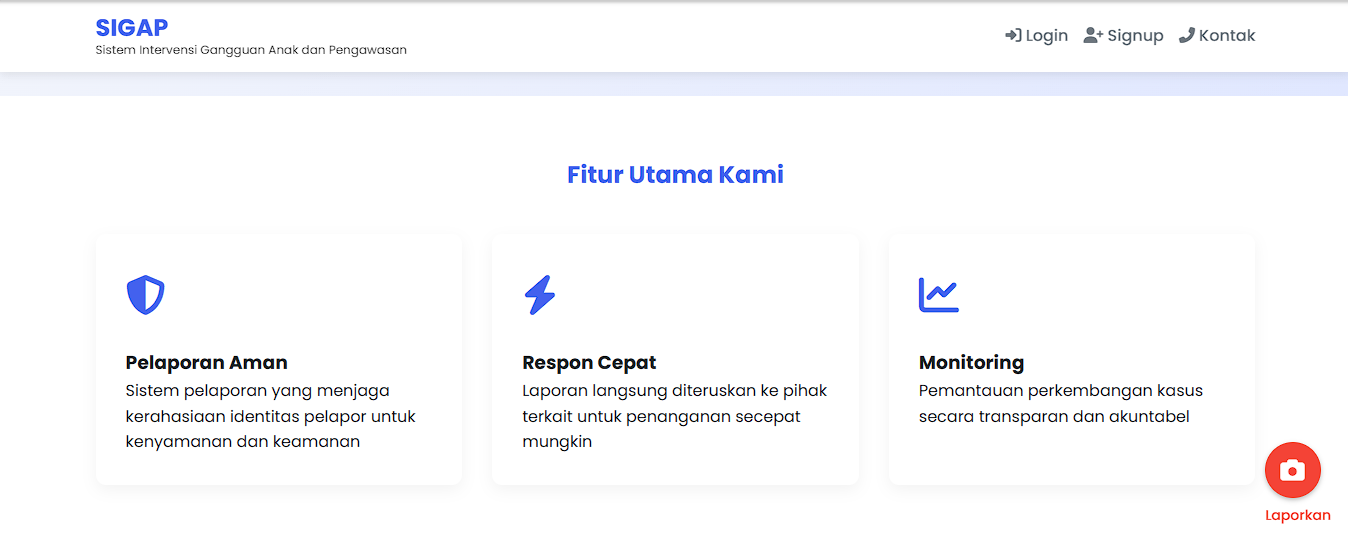 SIGAP
Sistem Intervensi Gangguan Anak dan Pengawasan
Login
Signup
Kontak
Fitur Utama Kami
Pelaporan Aman
Sistem pelaporan yang menjaga
kerahasiaan identitas pelapor untuk
kenyamanan dan keamanan
Respon Cepat
Laporan langsung diteruskan ke pihak
terkait untuk penanganan secepat
mungkin
Monitoring
Pemantauan perkembangan kasus
secara transparan dan akuntabel
Laporkan